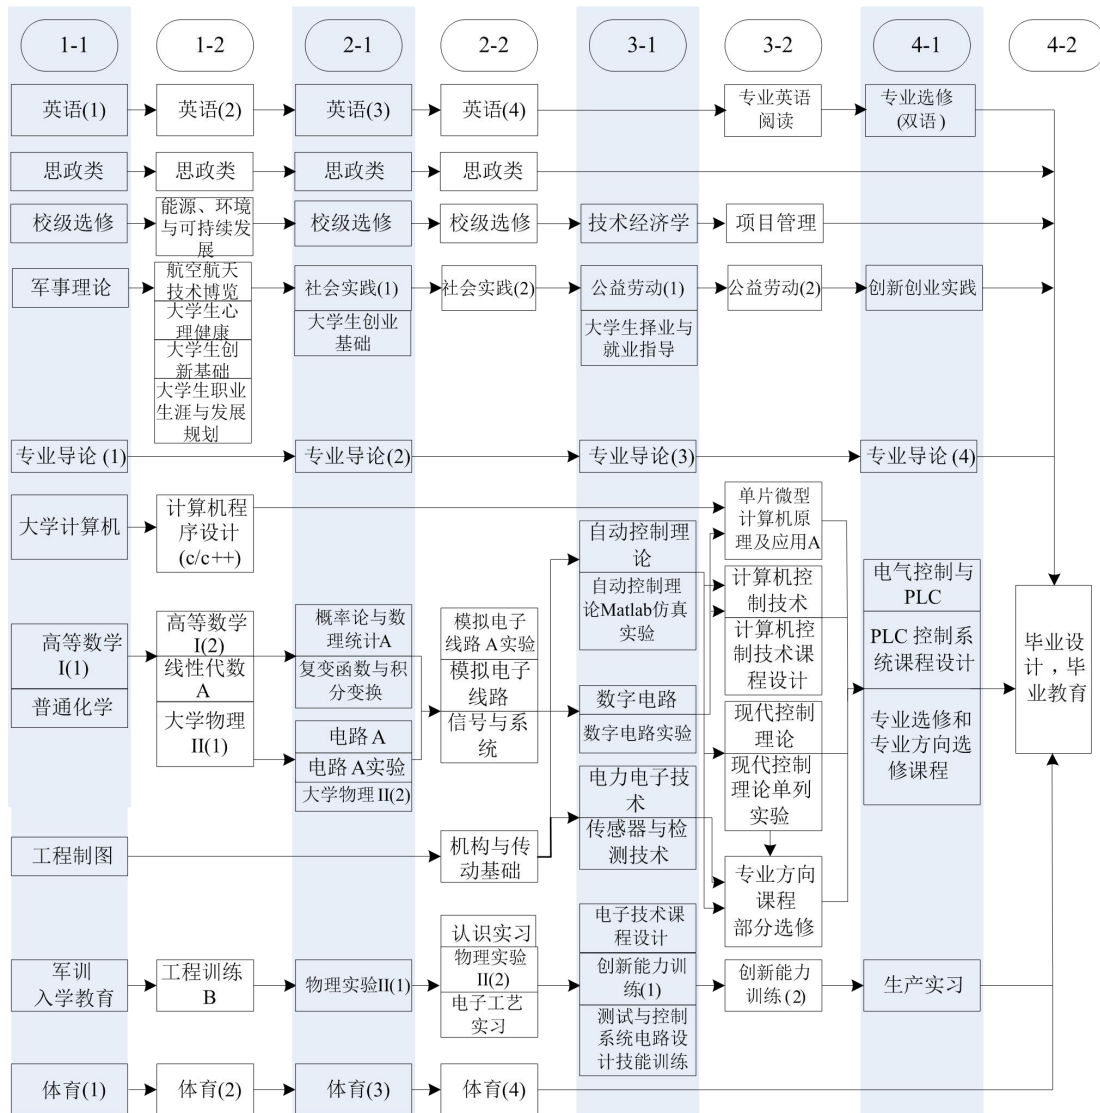 1-1
1-2
2-1
2-2
3-1
3-2
4-1
4-2
英语(1)
英语(2)
英语(3)
英语(4)
专业英语
阅读
专业选修
(双语)
思政类
思政类
思政类
思政类
校级选修
能源、环境
与可持续发
展
校级选修
校级选修
技术经济学
项目管理
军事理论
航空航天
技术博览
大学生心
理健康
大学生创
新基础
大学生职业
生涯与发展
规划
社会实践(1)
大学生创业
基础
社会实践(2)
公益劳动(1)
大学生择业与
就业指导
公益劳动(2)
创新创业实践
专业导论(1)
专业导论(2)
专业导论(3)
专业导论(4)
大学计算机
计算机程
序设计
(c/c++)
单片微型
计算机原
理及应用A
自动控制理
论
自动控制理
论Matlab仿真
实验
计算机控
制技术
计算机控
制技术课
程设计
电气控制与
PLC
PLC 控制系
统课程设计
专业选修和
专业方向选
修课程
毕业设
计，毕
业教育
高等数学
I(1)
普通化学
高等数学
I(2)
线性代数
A
大学物理
II(1)
概率论与数
理统计A
复变函数与积
分变换
电路 A
电路 A实验
大学物理 II(2)
模拟电子
线路 A实验
模拟电子
线路
信号与系
统
数字电路
数字电路实验
现代控制
理论
现代控制
理论单列
实验
电力电子技
术
传感器与检
测技术
工程制图
机构与传
动基础
专业方向
课程
部分选修
军训
入学教育
工程训练
B
物理实验II(1)
认识实习
物理实验
II(2)
电子工艺
实习
电子技术课
程设计
创新能力训
练(1)
测试与控制
系统电路设
计技能训练
创新能力
训练(2)
生产实习
体育(1)
体育(2)
体育(3)
体育(4)